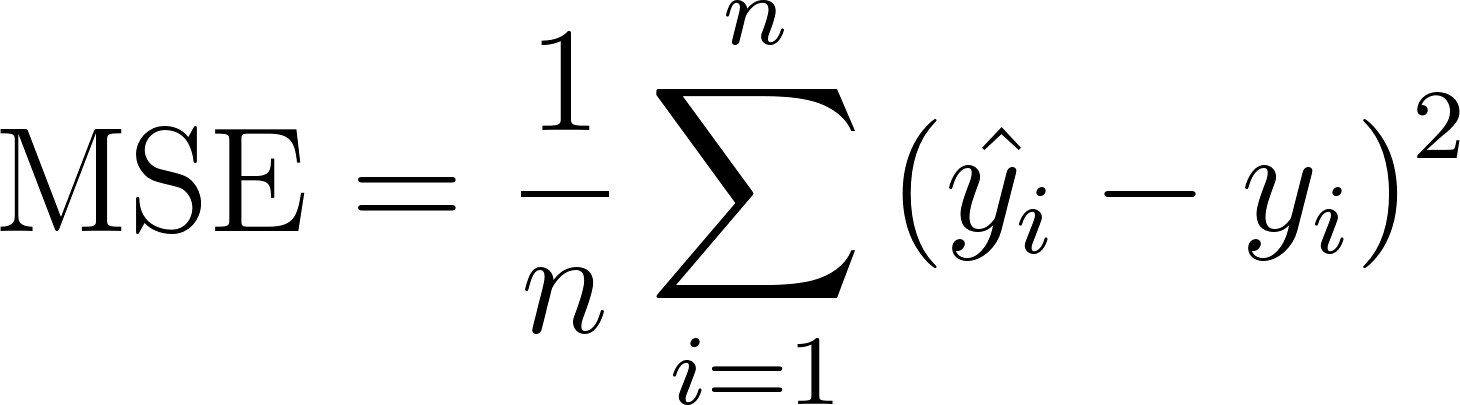 MSE = \frac{1}{n} \sum_{i=1}^{n} (\hat{y}_i - y_i)^2